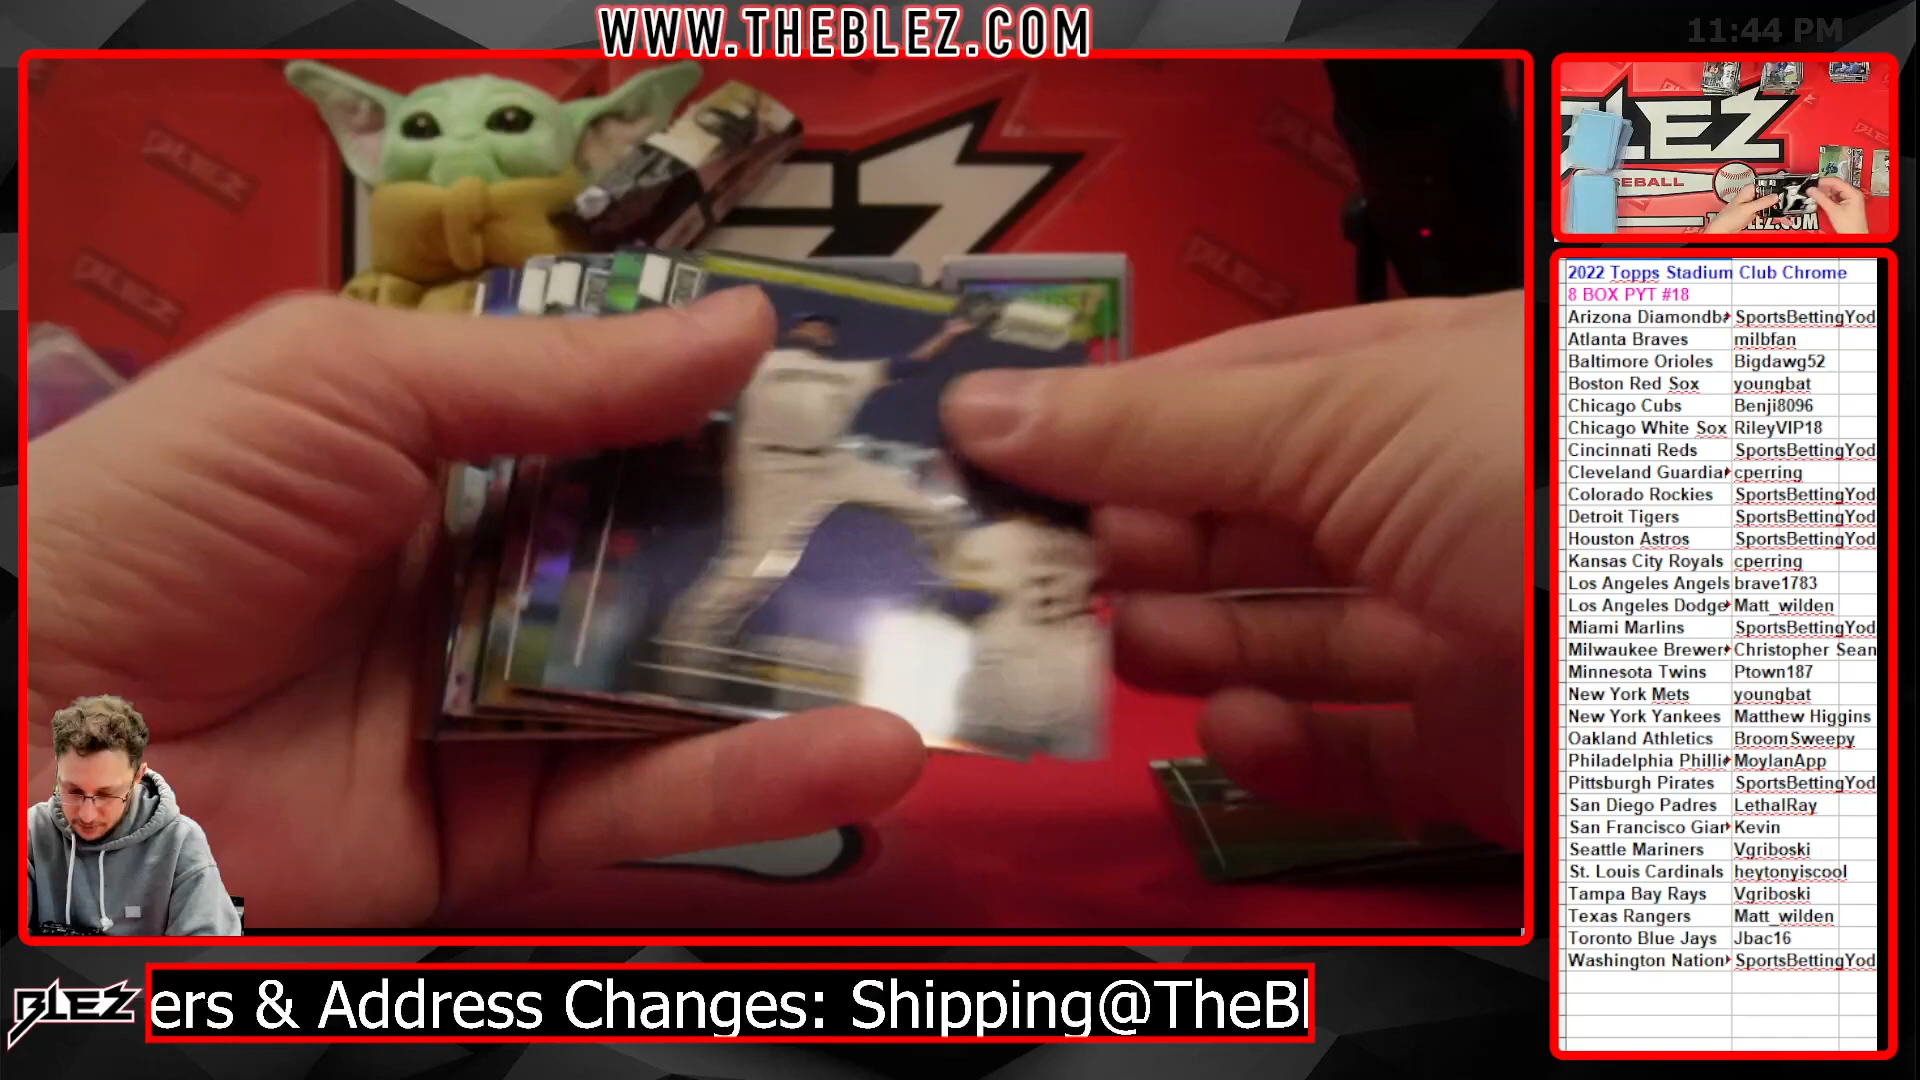 WWW.THEBLEZ.COM
11:44 PM
2022 Topps Stadium Club Chrome
8 BOX PYT #18
Arizona Diamondba SportsBettingYod
Atlanta Braves milbfan
Baltimore Orioles Bigdawg52
Boston Red Sox youngbat
Chicago Cubs Benji8096
Chicago White Sox RileyVIP18
Cincinnati Reds SportsBettingYod
Cleveland Guardia cperring
Colorado Rockies SportsBettingYod
Detroit Tigers SportsBettingYod
Houston Astros SportsBettingYod
Kansas City Royals cperring
Los Angeles Angels brave1783
Los Angeles Dodge Matt_wilden
Miami Marlins SportsBettingYod
Milwaukee Brewer Christopher Sean
Minnesota Twins Ptown187
New York Mets youngbat
New York Yankees Matthew Higgins
Oakland Athletics BroomSweepy
Philadelphia Philli MoylanApp
Pittsburgh Pirates SportsBettingYod
San Diego Padres LethalRay
San Francisco Gian Kevin
Seattle Mariners Vgriboski
St. Louis Cardinals heytonyiscool
Tampa Bay Rays Vgriboski
Texas Rangers Matt_wilden
Toronto Blue Jays Jbac16
Washington Nation SportsBettingYod
BLEZ
ers & Address Changes: Shipping@TheBl